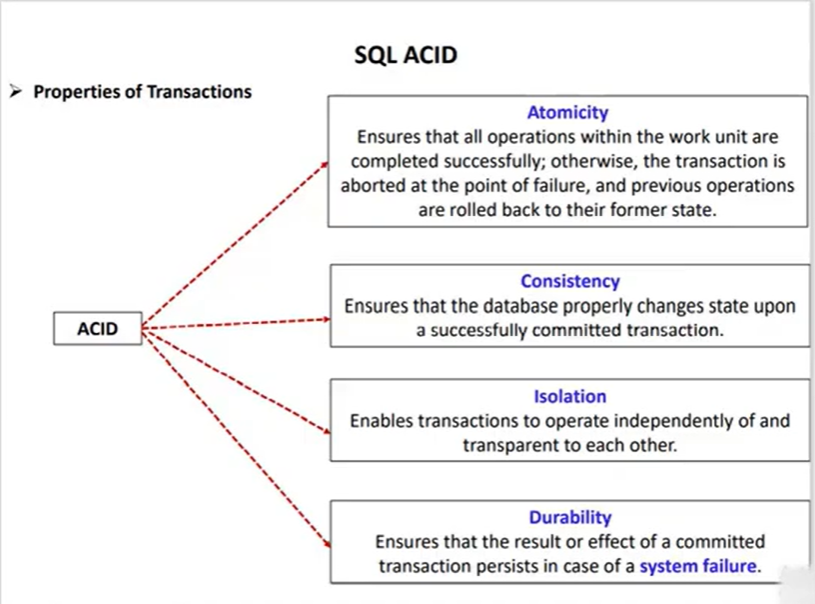 SQL ACID
➢ Properties of Transactions
Atomicity
Ensures that all operations within the work unit are
completed successfully; otherwise, the transaction is
aborted at the point of failure, and previous operations
are rolled back to their former state.
Consistency
Ensures that the database properly changes state upon
a successfully committed transaction.
ACID
Isolation
Enables transactions to operate independently of and
transparent to each other.
Durability
Ensures that the result or effect of a committed
transaction persists in case of a system failure.